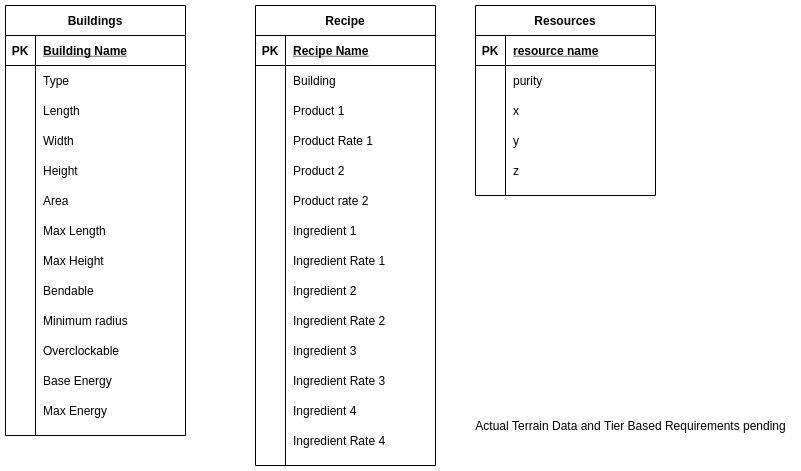 Buildings
PK Building Name
Type
Length
Width
Height
Area
Max Length
Max Height
Bendable
Minimum radius
Overclockable
Base Energy
Max Energy
Recipe
PK Recipe Name
Building
Product 1
Product Rate 1
Product 2
Product rate 2
Ingredient 1
Ingredient Rate 1
Ingredient 2
Ingredient Rate 2
Ingredient 3
Ingredient Rate 3
Ingredient 4
Ingredient Rate 4
Resources
PK resource name
purity
x
y
z
Actual Terrain Data and Tier Based Requirements pending